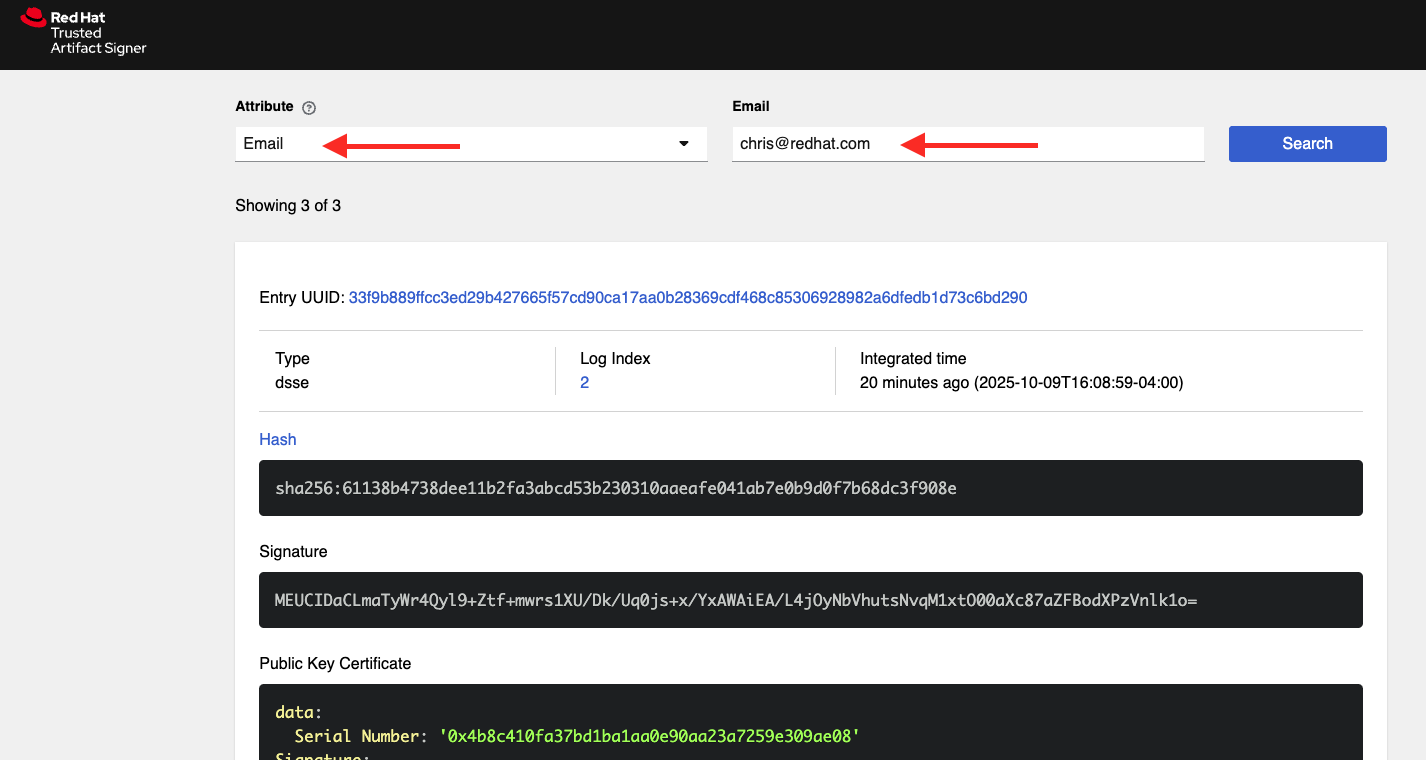 Red Hat
Trusted
Artifact Signer
Attribute
Email
Email
chris@redhat.com
Search
Showing 3 of 3
Entry UUID: 33f9b889ffcc3ed29b427665f57cd90ca17aa0b28369cdf468c85306928982a6dfedb1d73c6bd290
Type
dsse
Log Index
2
Integrated time
20 minutes ago (2025-10-09T16:08:59-04:00)
Hash
sha256:61138b4738dee11b2fa3abcd53b230310aaeafe041ab7e0b9d0f7b68dc3f908e
Signature
MEUCIDaCLmaTyWr4Qyl9+Ztf+mwrs1XU/Dk/Uq0js+x/YxAWAiEA/L4jOyNbVhutsNvqM1xtO00aXc87aZFBodXPzVnlk1o=
Public Key Certificate
data:
Serial Number: '0x4b8c410fa37bd1ba1aa0e90aa23a7259e309ae08'
Signature: